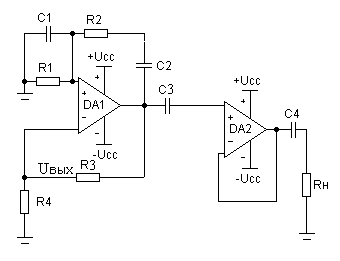 C1
R2
+Ucc
C2
R1
+
DA1
−
C3
+Ucc
C4
+
DA2
−
-Ucc
Uвых
R3
-Ucc
Rн
R4